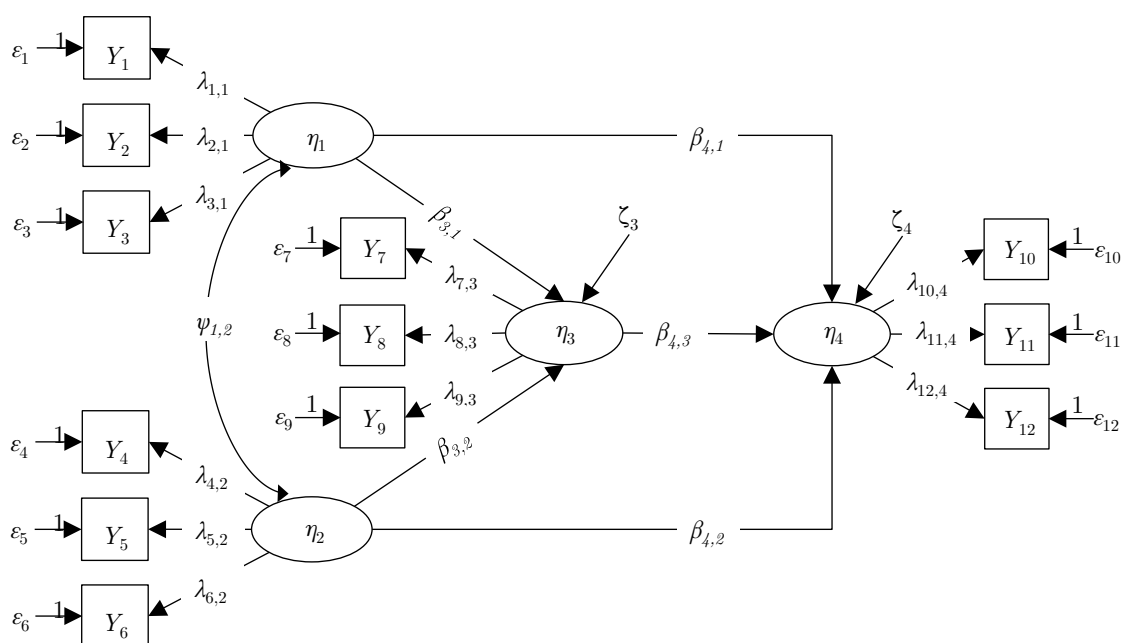 ε₁ 1 Y₁
λ₁,₁
ε₂ 1 Y₂ λ₂,₁ η₁ β₄,₁
ε₃ 1 Y₃ λ₃,₁
β₃,₁ ζ₃ ζ₄
ε₇ 1 Y₇ λ₇,₃ λ₁₀,₄ Y₁₀ 1 ε₁₀
ψ₁,₂
ε₈ 1 Y₈ λ₈,₃ η₃ β₄,₃ η₄ λ₁₁,₄ Y₁₁ 1 ε₁₁
λ₉.₃ λ₁₂,₄
ε₉ 1 Y₉ Y₁₂ 1 ε₁₂
ε₄ 1 Y₄ β₃,₂
λ₄,₂
ε₅ 1 Y₅ λ₅,₂ η₂ β₄,₂
λ₆,₂
ε₆ 1 Y₆